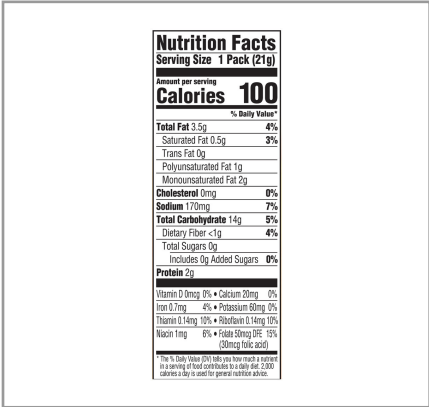 Nutrition Facts
Serving Size 1 Pack (21g)
Amount per serving
Calories 100
% Daily Value*
Total Fat 3.5g 4%
Saturated Fat 0.5g 3%
Trans Fat 0g
Polyunsaturated Fat 1g
Monounsaturated Fat 2g
Cholesterol 0mg 0%
Sodium 170mg 7%
Total Carbohydrate 14g 5%
Dietary Fiber <1g 4%
Total Sugars 0g
Includes 0g Added Sugars 0%
Protein 2g
Vitamin D 0mcg 0% • Calcium 20mg 0%
Iron 0.7mg 4% • Potassium 60mg 0%
Thiamin 0.14mg 10% • Riboflavin 0.14mg 10%
Niacin 1mg 6% • Folate 50mcg DFE 15%
(30mcg folic acid)
* The % Daily Value (DV) tells you how much a nutrient
in a serving of food contributes to a daily diet. 2,000
calories a day is used for general nutrition advice.